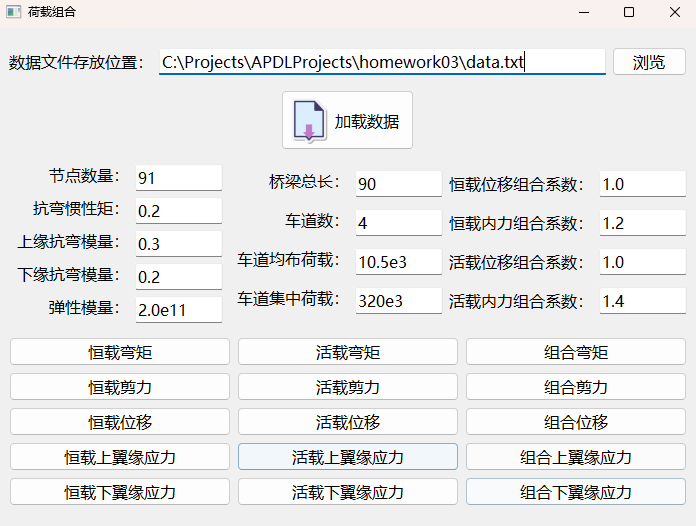 荷载组合
数据文件存放位置： C:\Projects\APDLProjects\homework03\data.txt 浏览
加载数据
节点数量： 91
抗弯惯性矩： 0.2
上缘抗弯模量： 0.3
下缘抗弯模量： 0.2
弹性模量： 2.0e11
桥梁总长： 90
车道数： 4
车道均布荷载： 10.5e3
车道集中荷载： 320e3
恒载位移组合系数： 1.0
恒载内力组合系数： 1.2
活载位移组合系数： 1.0
活载内力组合系数： 1.4
恒载弯矩 活载弯矩 组合弯矩
恒载剪力 活载剪力 组合剪力
恒载位移 活载位移 组合位移
恒载上翼缘应力 活载上翼缘应力 组合上翼缘应力
恒载下翼缘应力 活载下翼缘应力 组合下翼缘应力